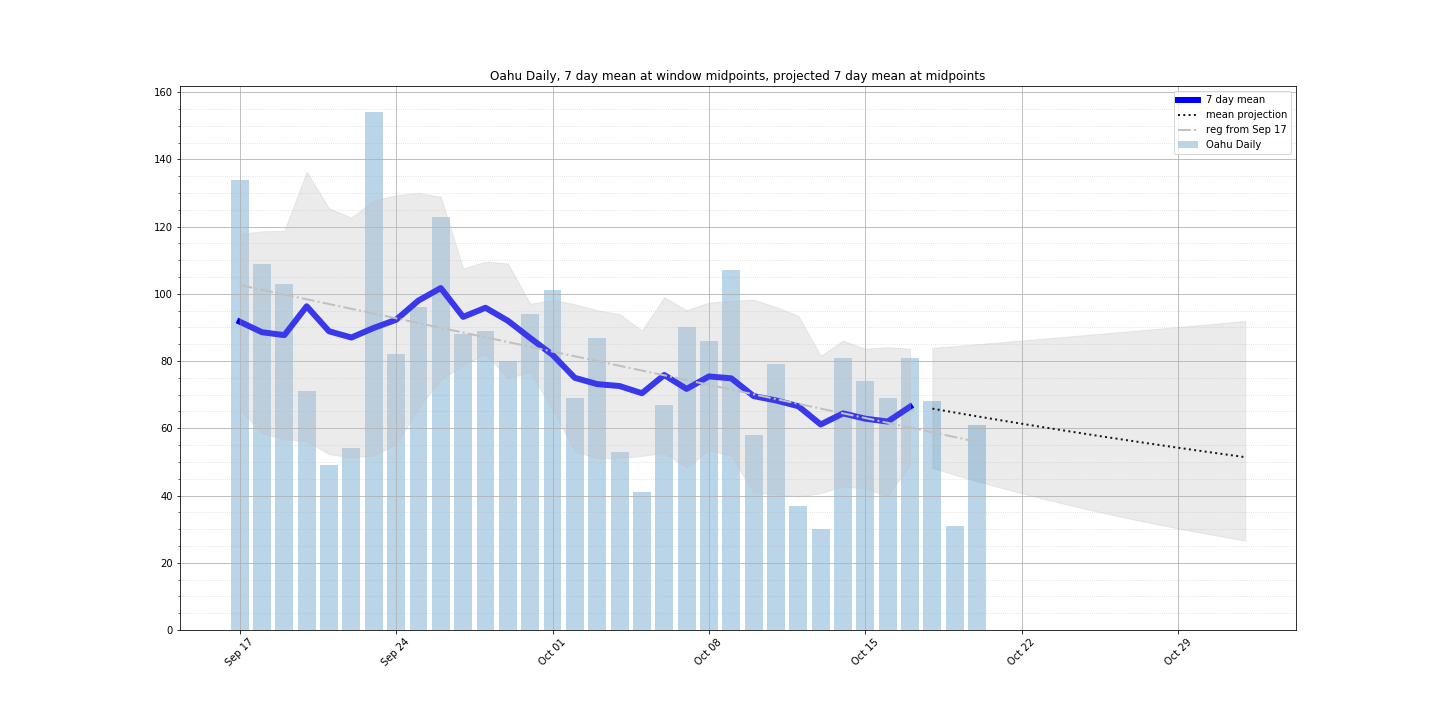 Oahu Daily, 7 day mean at window midpoints, projected 7 day mean at midpoints
160
140
120
100
80
60
40
20
0
7 day mean
mean projection
reg from Sep 17
Oahu Daily
Sep 17
Sep 24
Oct 01
Oct 08
Oct 15
Oct 22
Oct 29